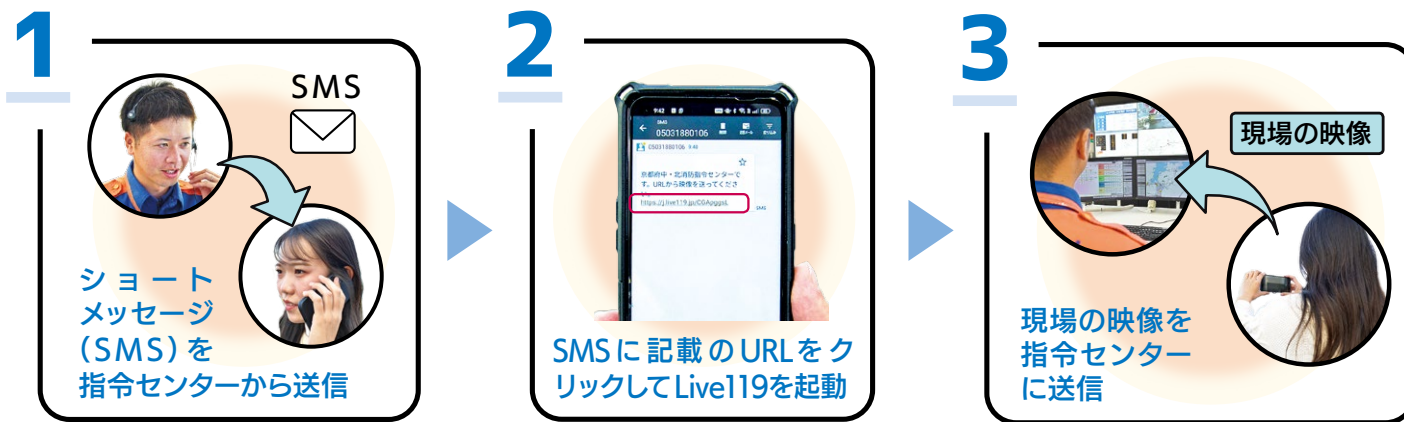 1
SMS
ショート
メッセージ
(SMS)を
指令センターから送信
2
9:42
SMS
05031880106
05031880106 9:40
京都府中・北消防指令センターで
す。URLから映像を送ってくださ
https://j.live119.jp/CGApggsL
SMS
SMSに記載のURLをク
リックしてLive119を起動
3
現場の映像
現場の映像を
指令センター
に送信